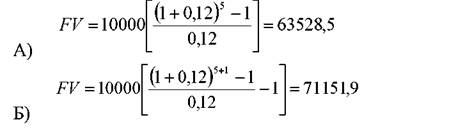 А) FV = 10000[((1 + 0,12)^5 − 1) / 0,12] = 63528,5
Б) FV = 10000[((1 + 0,12)^{5+1} − 1) / 0,12 − 1] = 71151,9